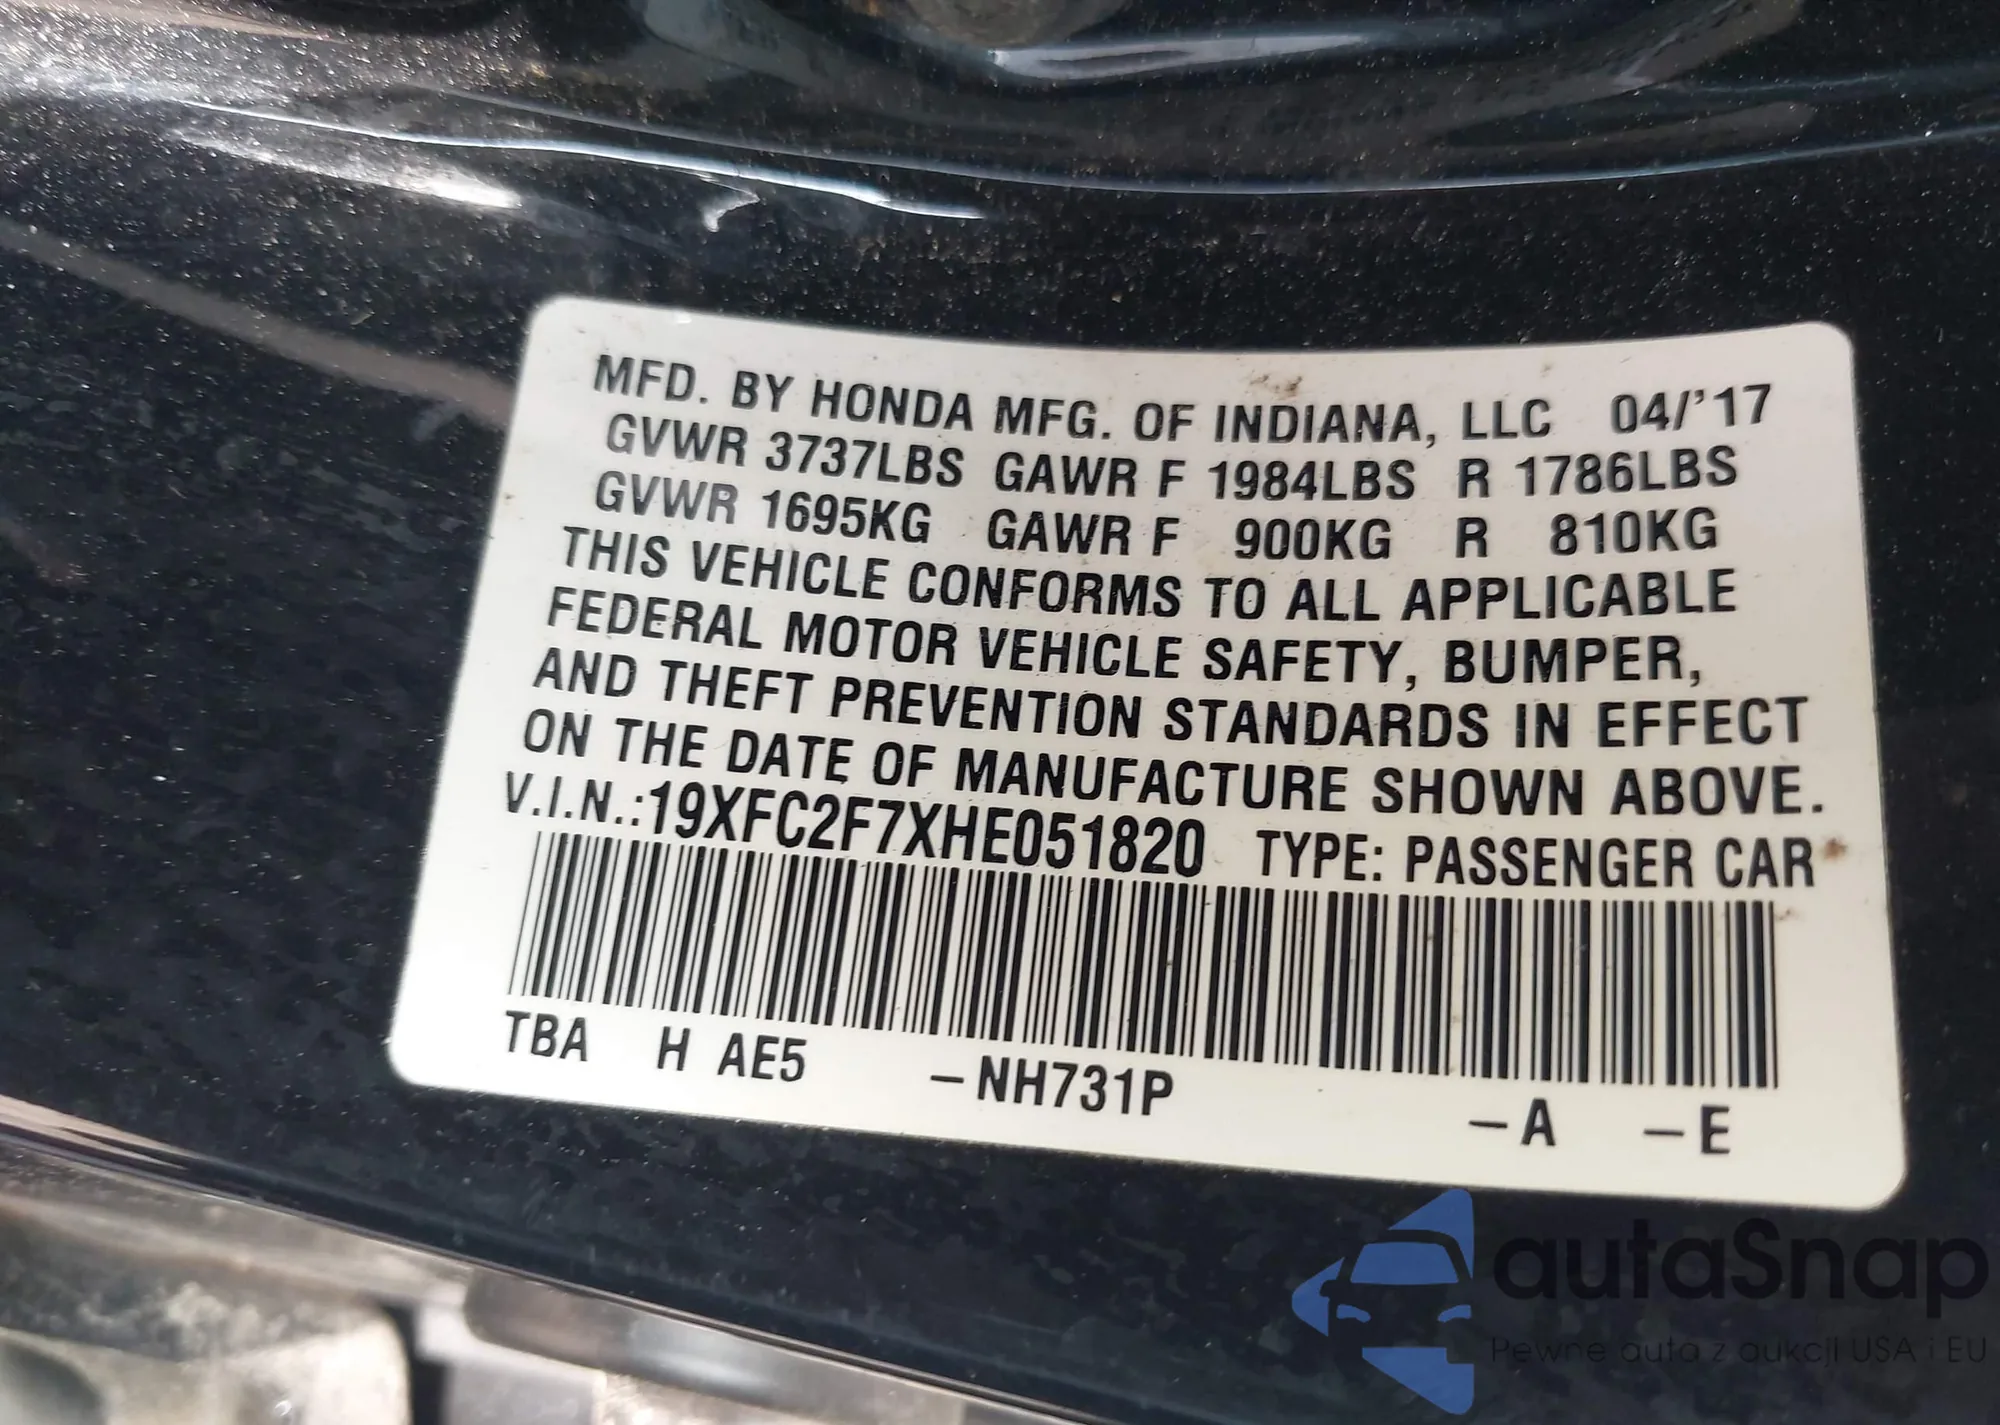 MFD. BY HONDA MFG. OF INDIANA, LLC 04/'17
GVWR 3737LBS GAWR F 1984LBS R 1786LBS
GVWR 1695KG GAWR F 900KG R 810KG
THIS VEHICLE CONFORMS TO ALL APPLICABLE
FEDERAL MOTOR VEHICLE SAFETY, BUMPER,
AND THEFT PREVENTION STANDARDS IN EFFECT
ON THE DATE OF MANUFACTURE SHOWN ABOVE.
V.I.N.:19XFC2F7XHE051820 TYPE: PASSENGER CAR
TBA H AE5 –NH731P –A –E
autaSnap
Pewne auta z aukcji USA i EU